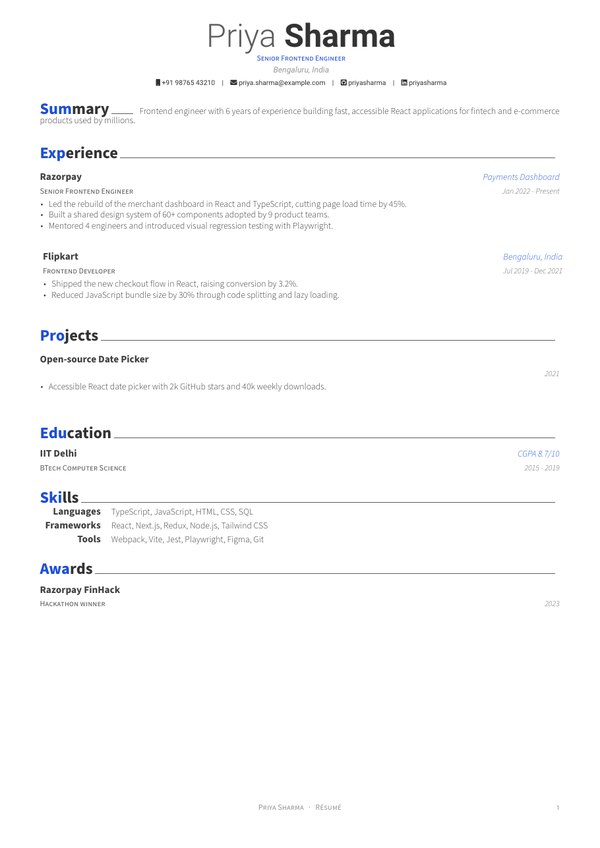 Priya Sharma
Senior Frontend Engineer
Bengaluru, India
+91 98765 43210 | priya.sharma@example.com | priyasharma | priyasharma
Summary Frontend engineer with 6 years of experience building fast, accessible React applications for fintech and e-commerce
products used by millions.
Experience
Razorpay Payments Dashboard
Senior Frontend Engineer Jan 2022 - Present
• Led the rebuild of the merchant dashboard in React and TypeScript, cutting page load time by 45%.
• Built a shared design system of 60+ components adopted by 9 product teams.
• Mentored 4 engineers and introduced visual regression testing with Playwright.
Flipkart Bengaluru, India
Frontend Developer Jul 2019 - Dec 2021
• Shipped the new checkout flow in React, raising conversion by 3.2%.
• Reduced JavaScript bundle size by 30% through code splitting and lazy loading.
Projects
Open-source Date Picker
2021
• Accessible React date picker with 2k GitHub stars and 40k weekly downloads.
Education
IIT Delhi CGPA 8.7/10
BTech Computer Science 2015 - 2019
Skills
Languages TypeScript, JavaScript, HTML, CSS, SQL
Frameworks React, Next.js, Redux, Node.js, Tailwind CSS
Tools Webpack, Vite, Jest, Playwright, Figma, Git
Awards
Razorpay FinHack
Hackathon winner 2023
Priya Sharma · Résumé 1